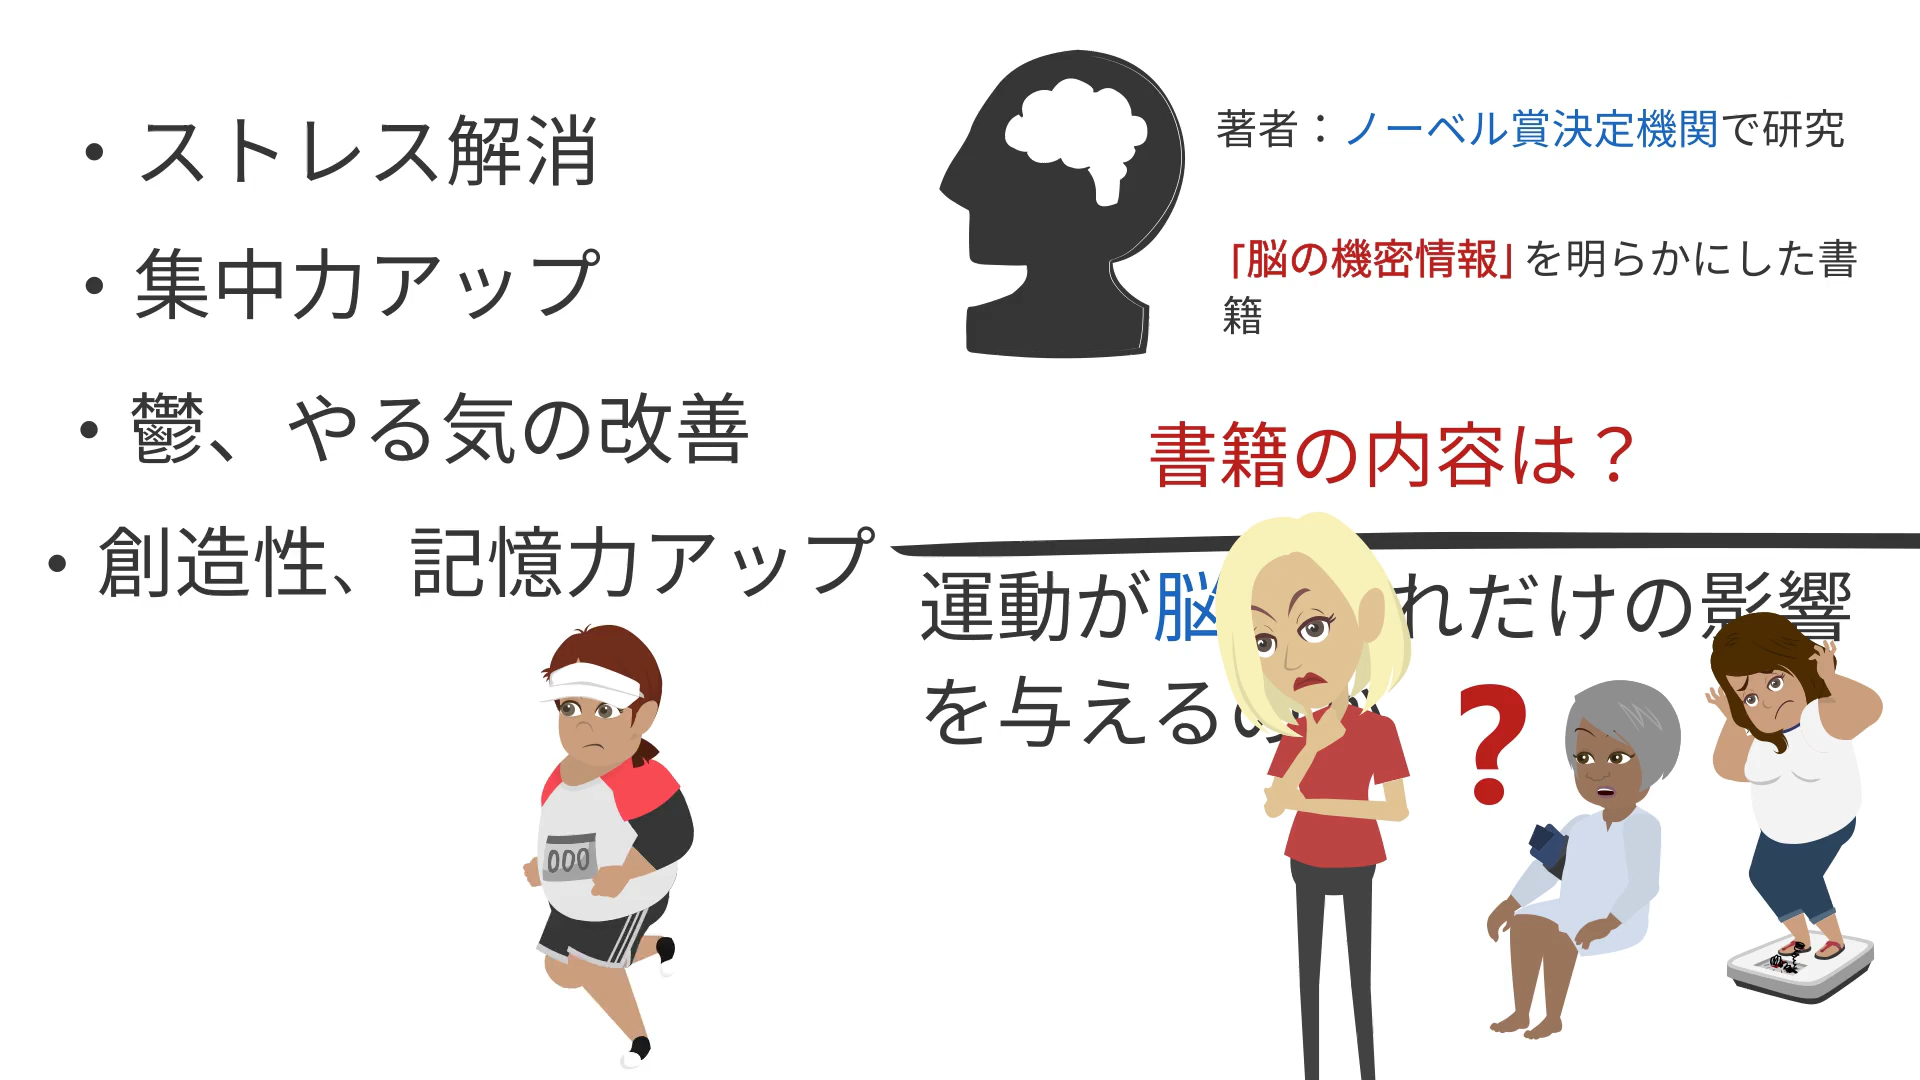 ・ストレス解消
・集中力アップ
・鬱、やる気の改善
・創造性、記憶力アップ
著者：ノーベル賞決定機関で研究
「脳の機密情報」を明らかにした書
籍
書籍の内容は？
運動が脳 れだけの影響
を与える
?
000